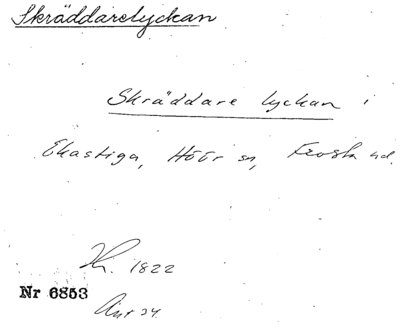 Skräddarelyckan
Skräddare lyckan i
Ekastiga, Höör sn, Frosta hd.
1822
Nr 6853